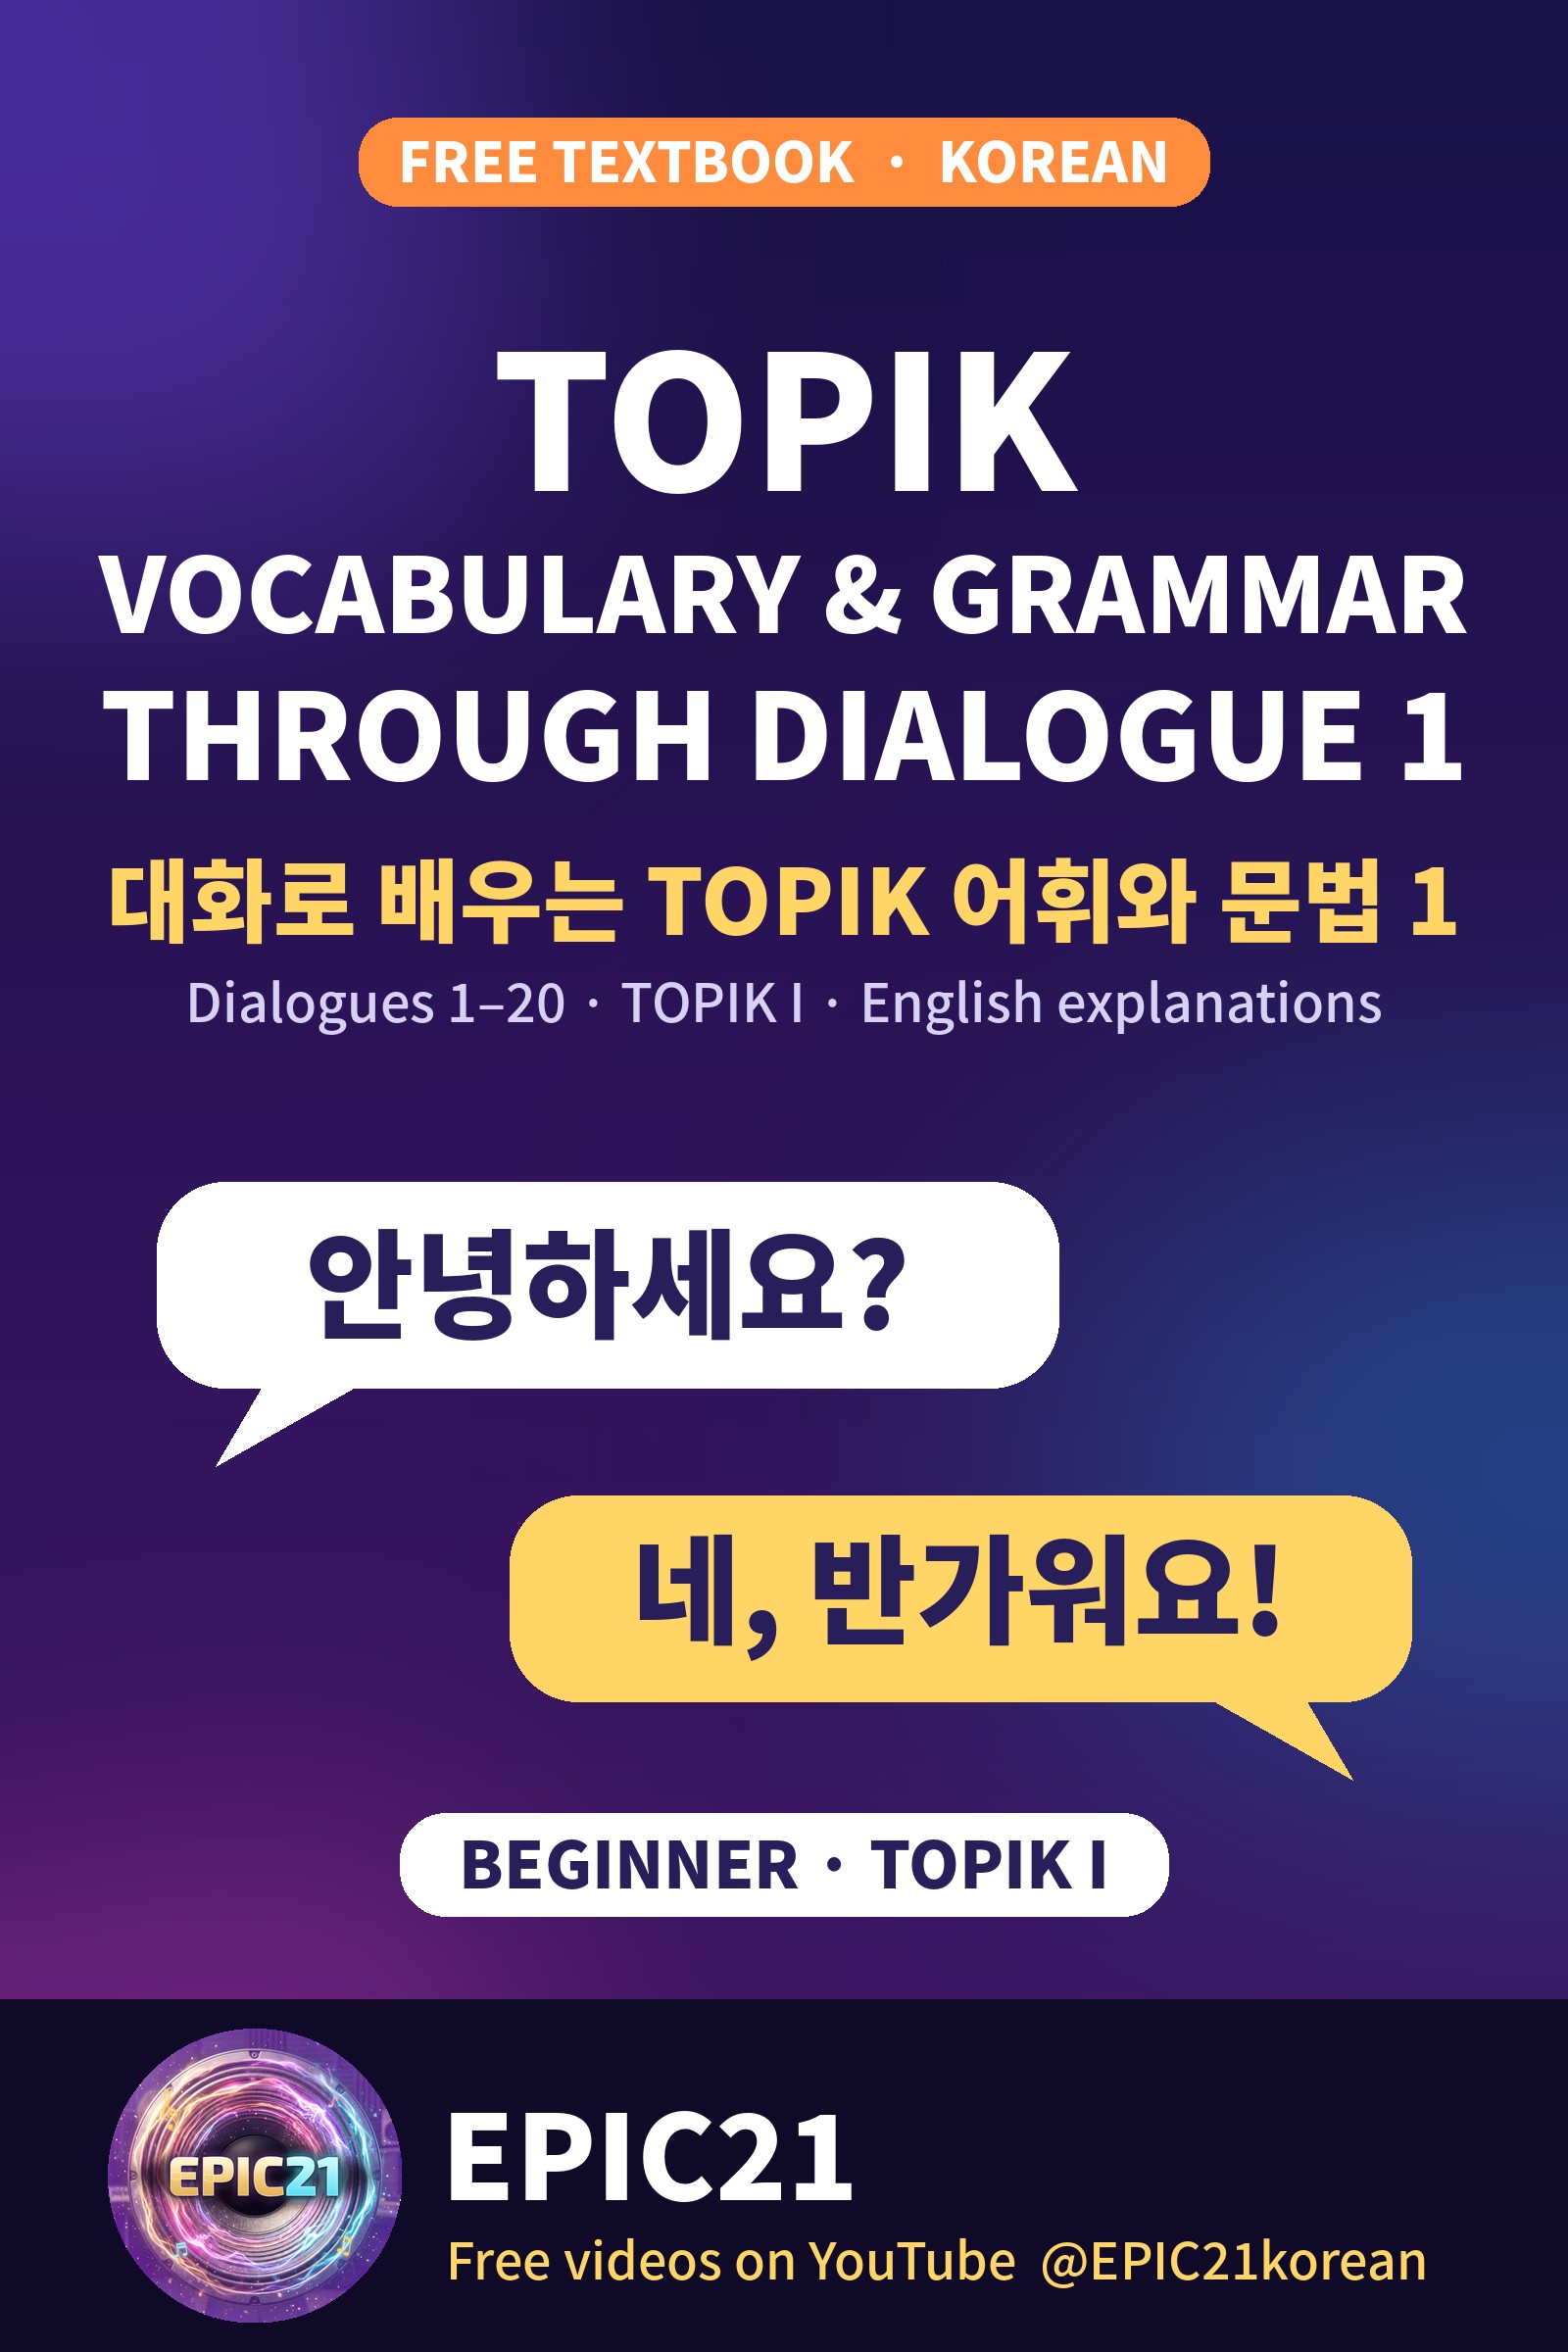 FREE TEXTBOOK · KOREAN
TOPIK
VOCABULARY & GRAMMAR
THROUGH DIALOGUE 1
대화로 배우는 TOPIK 어휘와 문법 1
Dialogues 1–20 · TOPIK I · English explanations
안녕하세요?
네, 반가워요!
BEGINNER · TOPIK I
EPIC21
EPIC21
Free videos on YouTube @EPIC21korean